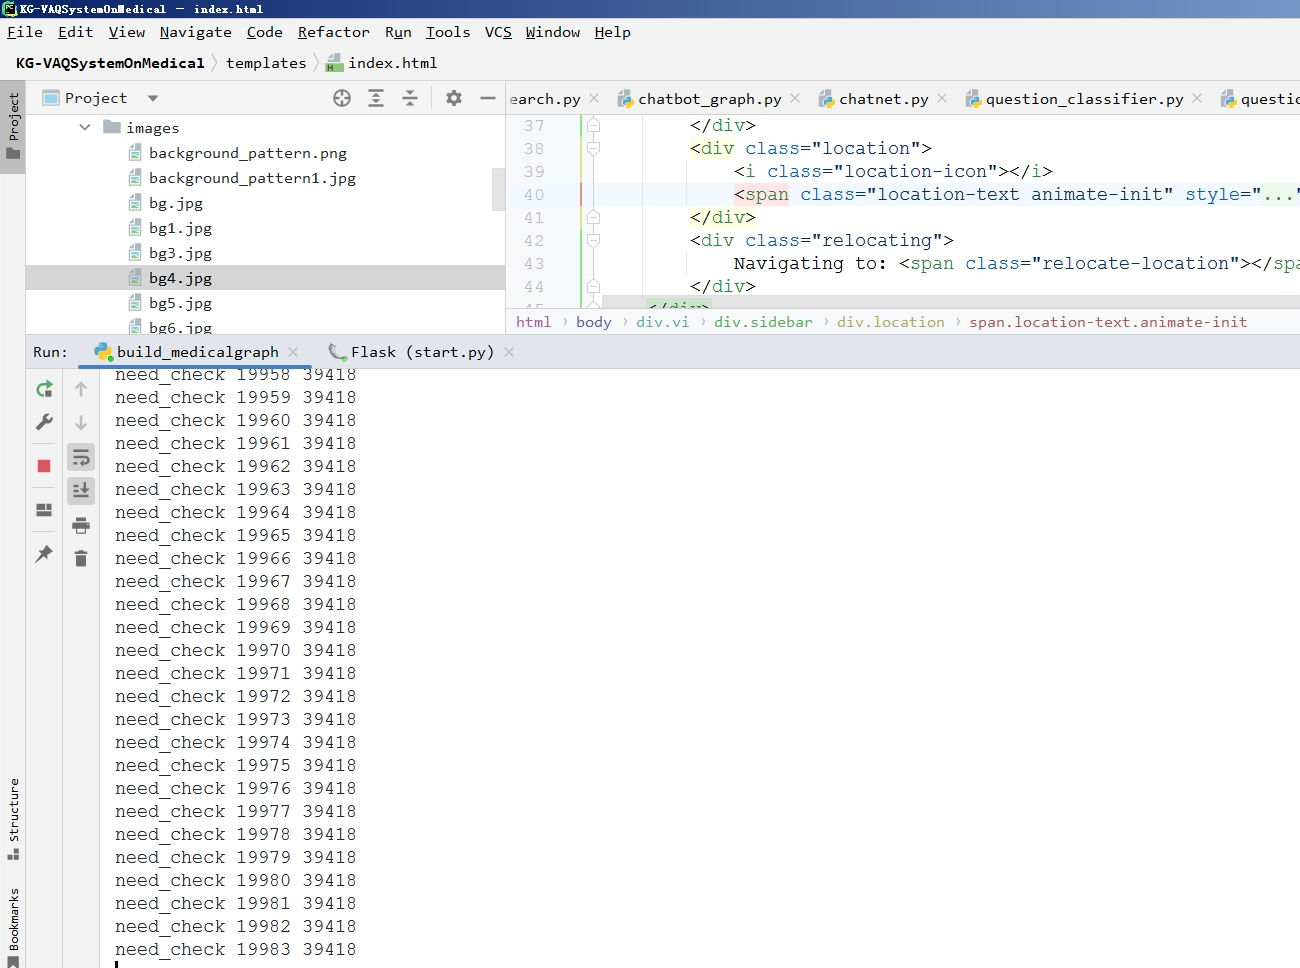 KG-VAQSystemOnMedical – index.html
File Edit View Navigate Code Refactor Run Tools VCS Window Help
KG-VAQSystemOnMedical templates index.html
Project
Project
images
background_pattern.png
background_pattern1.jpg
bg.jpg
bg1.jpg
bg3.jpg
bg4.jpg
bg5.jpg
bg6.jpg
earch.py chatbot_graph.py chatnet.py question_classifier.py questio
37 </div>
38 <div class="location">
39 <i class="location-icon"></i>
40 <span class="location-text animate-init" style="..."
41 </div>
42 <div class="relocating">
43 Navigating to: <span class="relocate-location"></spa
44 </div>
45 </div>
html › body › div.vi › div.sidebar › div.location › span.location-text.animate-init
Run: build_medicalgraph Flask (start.py)
need_check 19958 39418
need_check 19959 39418
need_check 19960 39418
need_check 19961 39418
need_check 19962 39418
need_check 19963 39418
need_check 19964 39418
need_check 19965 39418
need_check 19966 39418
need_check 19967 39418
need_check 19968 39418
need_check 19969 39418
need_check 19970 39418
need_check 19971 39418
need_check 19972 39418
need_check 19973 39418
need_check 19974 39418
need_check 19975 39418
need_check 19976 39418
need_check 19977 39418
need_check 19978 39418
need_check 19979 39418
need_check 19980 39418
need_check 19981 39418
need_check 19982 39418
need_check 19983 39418
Structure
Bookmarks